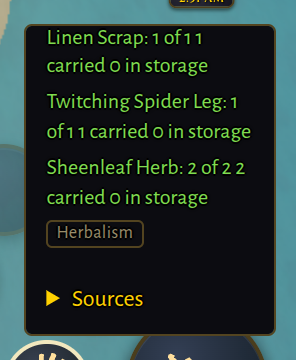 Linen Scrap: 1 of 1 1
carried 0 in storage
Twitching Spider Leg: 1
of 1 1 carried 0 in storage
Sheenleaf Herb: 2 of 2 2
carried 0 in storage
Herbalism
▶ Sources